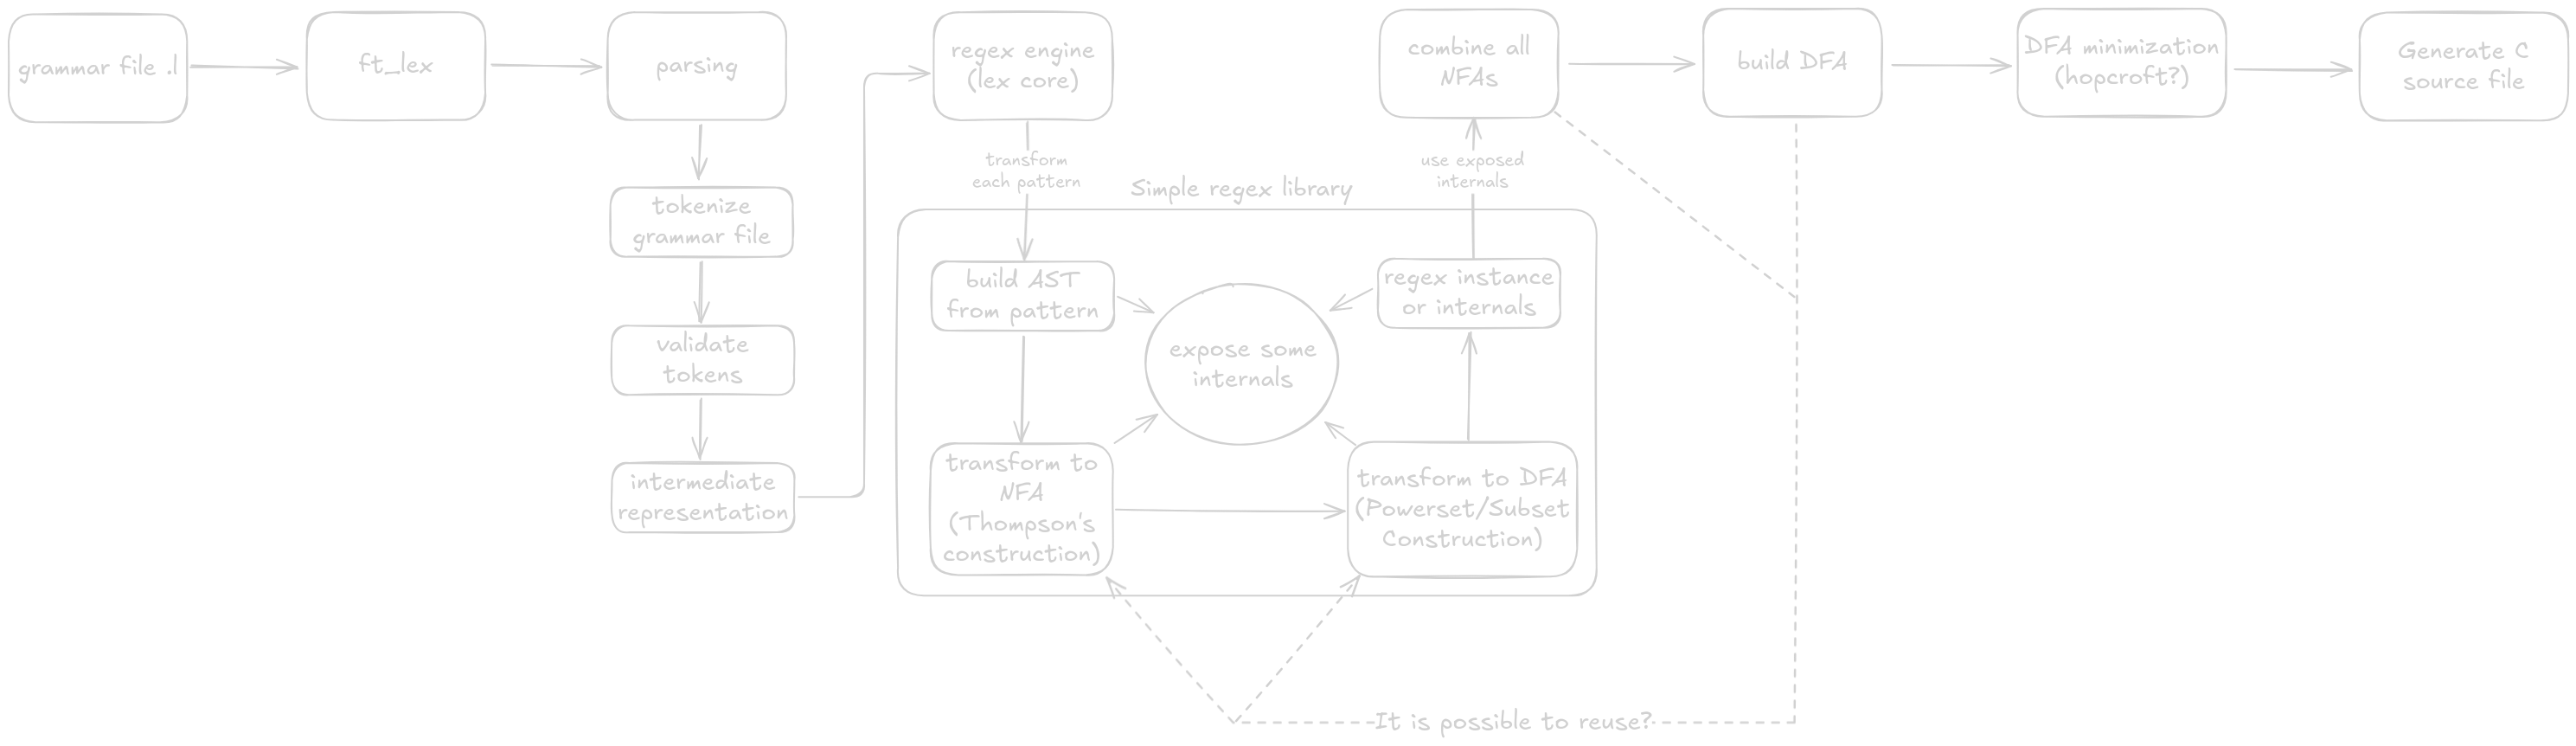 grammar file .l
ft_lex
parsing
regex engine
(lex core)
combine all
NFAs
build DFA
DFA minimization
(hopcroft?)
Generate C
source file
transform
each pattern
use exposed
internals
Simple regex library
tokenize
grammar file
build AST
from pattern
regex instance
or internals
expose some
internals
validate
tokens
intermediate
representation
transform to
NFA
(Thompson's
construction)
transform to DFA
(Powerset/Subset
Construction)
It is possible to reuse?